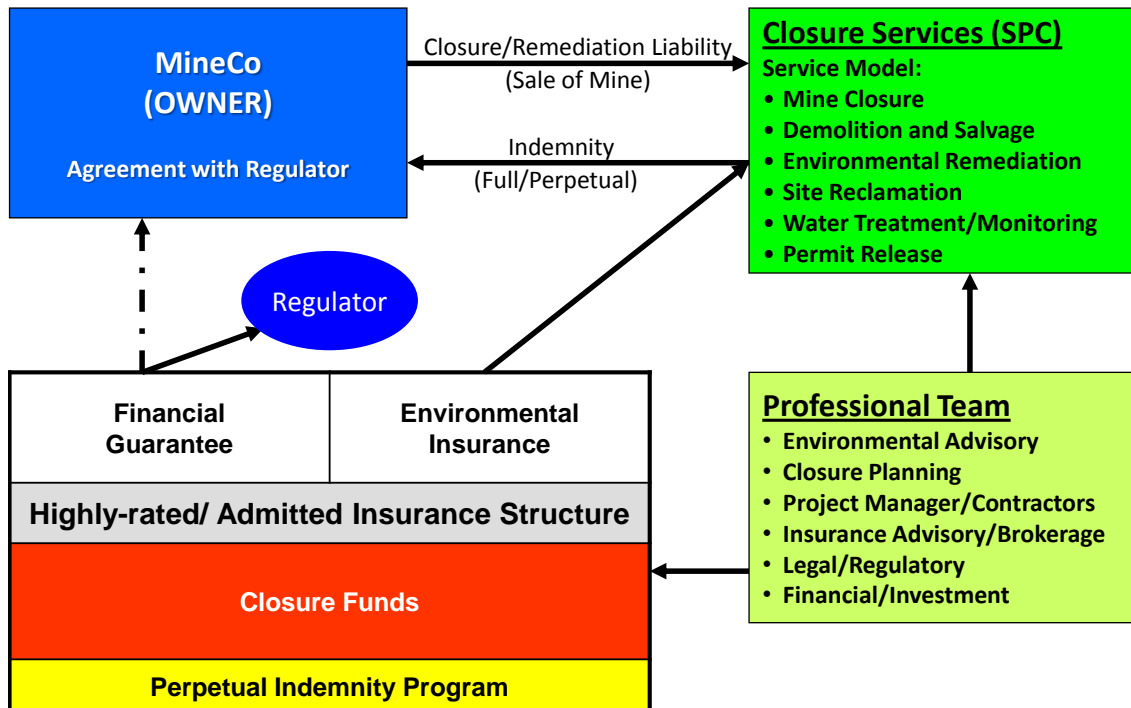 MineCo
(OWNER)
Agreement with Regulator
Closure/Remediation Liability
(Sale of Mine)
Indemnity
(Full/Perpetual)
Closure Services (SPC)
Service Model:
• Mine Closure
• Demolition and Salvage
• Environmental Remediation
• Site Reclamation
• Water Treatment/Monitoring
• Permit Release
Regulator
Financial
Guarantee
Environmental
Insurance
Highly-rated/ Admitted Insurance Structure
Closure Funds
Perpetual Indemnity Program
Professional Team
• Environmental Advisory
• Closure Planning
• Project Manager/Contractors
• Insurance Advisory/Brokerage
• Legal/Regulatory
• Financial/Investment